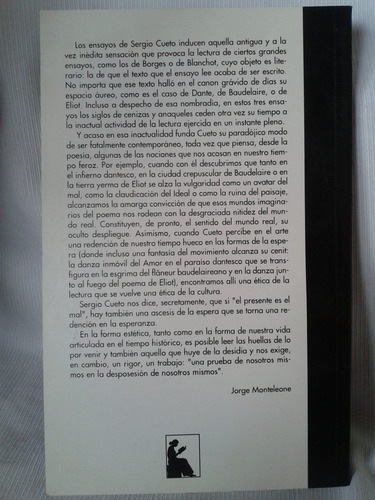 Los ensayos de Sergio Cueto inducen aquella antigua y a la
vez inédita sensación que provoca la lectura de ciertos grandes
ensayos, como los de Borges o de Blanchot, cuyo objeto es lite-
rario: la de que el texto que el ensayo lee acaba de ser escrito.
No importa que ese texto halló en el canon grávido de días su
espacio áureo, como es el caso de Dante, de Baudelaire, o de
Eliot. Incluso a despecho de esa nombradía, en estos tres ensa-
yos los siglos de cenizas y anaqueles ceden otra vez su tiempo a
la inactual actividad de la lectura ejercida en un instante pleno.
Y acaso en esa inactualidad funda Cueto su paradójico modo
de ser fatalmente contemporáneo, toda vez que piensa, desde la
poesía, algunas de las nociones que nos acosan en nuestro tiem-
po feroz. Por ejemplo, cuando con él descubrimos que tanto en
el infierno dantesco, en la ciudad crepuscular de Baudelaire o en
la tierra yerma de Eliot se alza la vulgaridad como un avatar del
mal, como la claudicación del Ideal o como la ruina del paisaje,
alcanzamos la amarga convicción de que esos mundos imagina-
rios del poema nos rodean con la desgraciada nitidez del mun-
do real. Constituyen, de pronto, el sentido del mundo real, su
oculto despliegue. Asimismo, cuando Cueto percibe en el arte
una redención de nuestro tiempo hueco en las formas de la espe-
ra (donde incluso una fantasía del movimiento alcanza su cenit:
la danza inmóvil del Amor en el paraíso dantesco que se trans-
figura en la esgrima del flâneur baudelaireano y en la danza jun-
to al fuego del poema de Eliot), encontramos allí una ética de la
lectura que se vuelve una ética de la cultura.
Sergio Cueto nos dice, secretamente, que si "el presente es el
mal", hay también una ascesis de la espera que se torna una re-
dención en la esperanza.
En la forma estética, tanto como en la forma de nuestra vida
articulada en el tiempo histórico, es posible leer las huellas de lo
por venir y también aquello que huye de la desidia y nos exige,
en cambio, un rigor, un trabajo: "una prueba de nosotros mis-
mos en la desposesión de nosotros mismos".
Jorge Monteleone